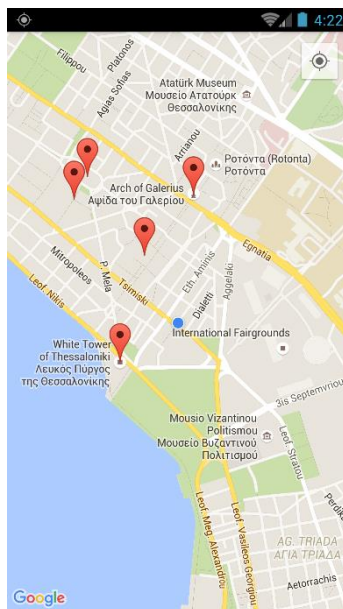 4:22
Filippou
Platonos
Agias Sofias
Atatürk Museum
Μουσείο Ατατούρκ
Θεσσαλονίκης
Arrianou
Ροτόντα (Rotonta)
Ροτόντα
Arch of Galerius
Αψίδα του Γαλερίου
Egnatia
Mitropoleos
P. Mela
Eth. Aminis
Aggelaki
Leof. Nikis
Tsimiski
Dialetti
International Fairgrounds
White Tower
of Thessaloniki
Λευκός Πύργος
της Θεσσαλονίκης
3is Septemvriou
Mousio Vizantinou
Politismou
Μουσείο Βυζαντινού
Πολιτισμού
Leof. Stratou
Leof. Meg. Alexandrou
Leof. Vasileos Georgiou
Perdika
AG. TRIADA
ΑΓΙΑ ΤΡΙΑΔΑ
Aetorrachis
Google